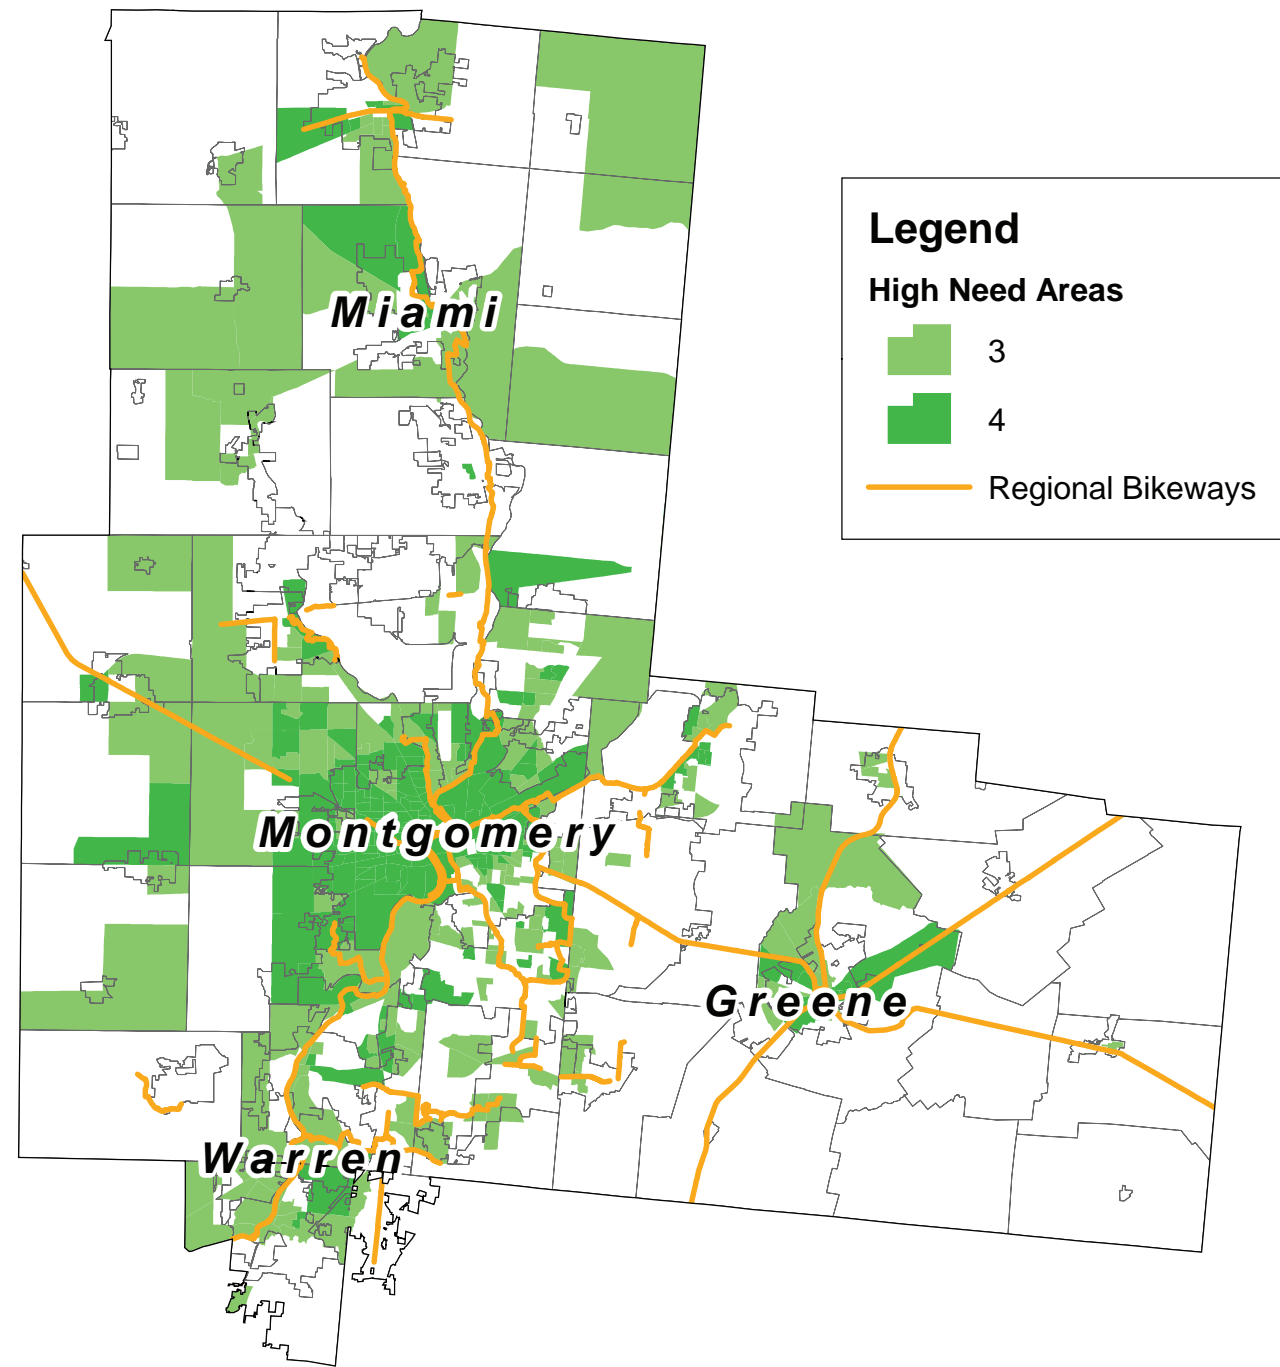 Legend
High Need Areas
3
4
Regional Bikeways
Miami
Montgomery
Greene
Warren